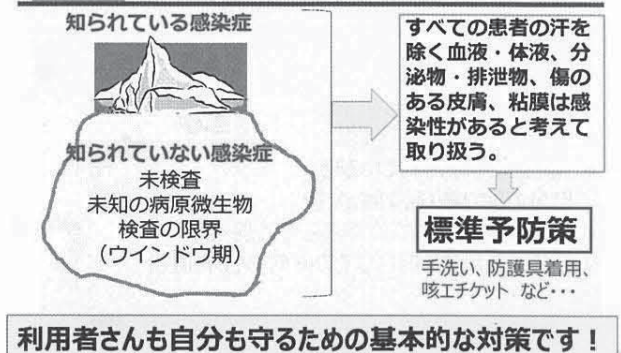 知られている感染症
知られていない感染症
未検査
未知の病原微生物
検査の限界
（ウインドウ期）
すべての患者の汗を
除く血液・体液、分
泌物・排泄物、傷の
ある皮膚、粘膜は感
染性があると考えて
取り扱う。
標準予防策
手洗い、防護具着用、
咳エチケット など・・・
利用者さんも自分も守るための基本的な対策です！